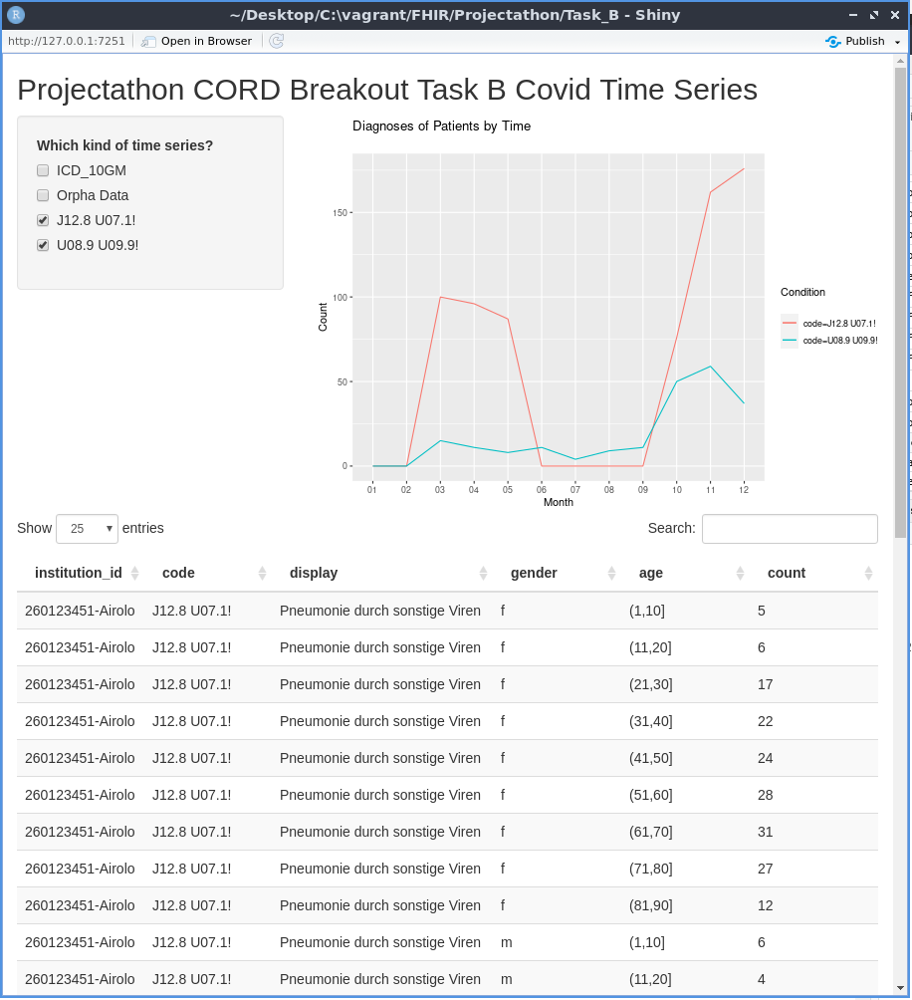 ~/Desktop/C:\vagrant/FHIR/Projectathon/Task_B - Shiny
http://127.0.0.1:7251 Open in Browser Publish
Projectathon CORD Breakout Task B Covid Time Series
Which kind of time series?
ICD_10GM
Orpha Data
J12.8 U07.1!
U08.9 U09.9!
Diagnoses of Patients by Time
Count
150
100
50
0
01 02 03 04 05 06 07 08 09 10 11 12
Month
Condition
code=J12.8 U07.1!
code=U08.9 U09.9!
Show 25 entries
Search:
institution_id code display gender age count
260123451-Airolo J12.8 U07.1! Pneumonie durch sonstige Viren f (1,10] 5
260123451-Airolo J12.8 U07.1! Pneumonie durch sonstige Viren f (11,20] 6
260123451-Airolo J12.8 U07.1! Pneumonie durch sonstige Viren f (21,30] 17
260123451-Airolo J12.8 U07.1! Pneumonie durch sonstige Viren f (31,40] 22
260123451-Airolo J12.8 U07.1! Pneumonie durch sonstige Viren f (41,50] 24
260123451-Airolo J12.8 U07.1! Pneumonie durch sonstige Viren f (51,60] 28
260123451-Airolo J12.8 U07.1! Pneumonie durch sonstige Viren f (61,70] 31
260123451-Airolo J12.8 U07.1! Pneumonie durch sonstige Viren f (71,80] 27
260123451-Airolo J12.8 U07.1! Pneumonie durch sonstige Viren f (81,90] 12
260123451-Airolo J12.8 U07.1! Pneumonie durch sonstige Viren m (1,10] 6
260123451-Airolo J12.8 U07.1! Pneumonie durch sonstige Viren m (11,20] 4